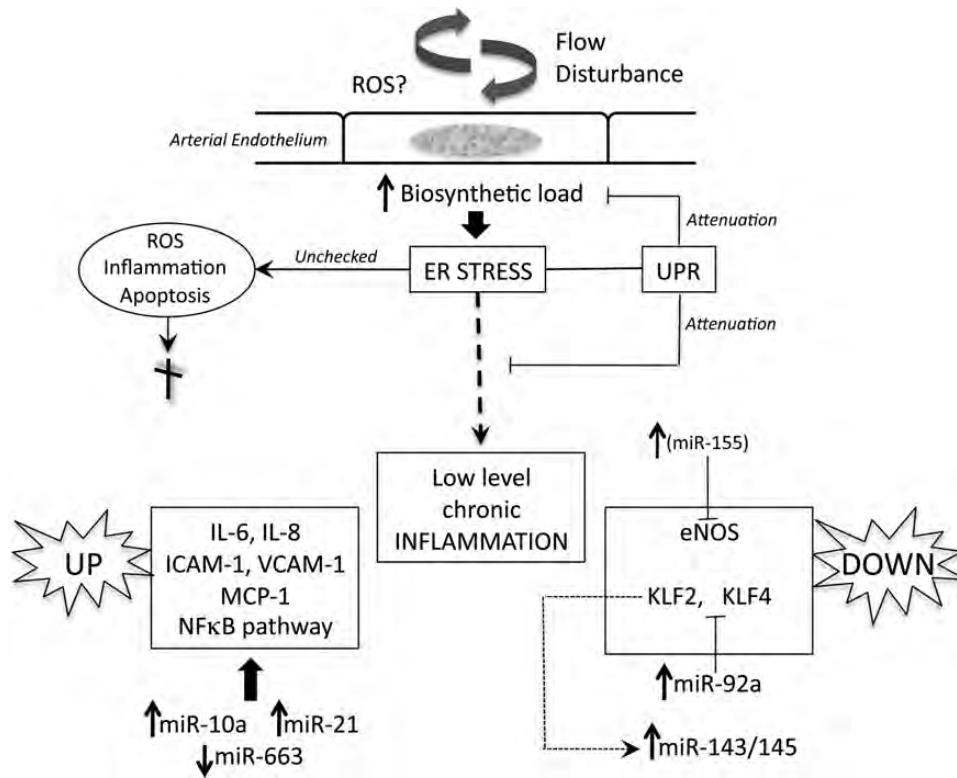 Flow
Disturbance
ROS?
Arterial Endothelium
↑ Biosynthetic load
Attenuation
ROS
Inflammation
Apoptosis
Unchecked
ER STRESS
UPR
Attenuation
↑(miR-155)
Low level
chronic
INFLAMMATION
UP
IL-6, IL-8
ICAM-1, VCAM-1
MCP-1
NFκB pathway
eNOS
KLF2, KLF4
DOWN
↑miR-92a
↑miR-10a ↑miR-21
↓miR-663
↑miR-143/145